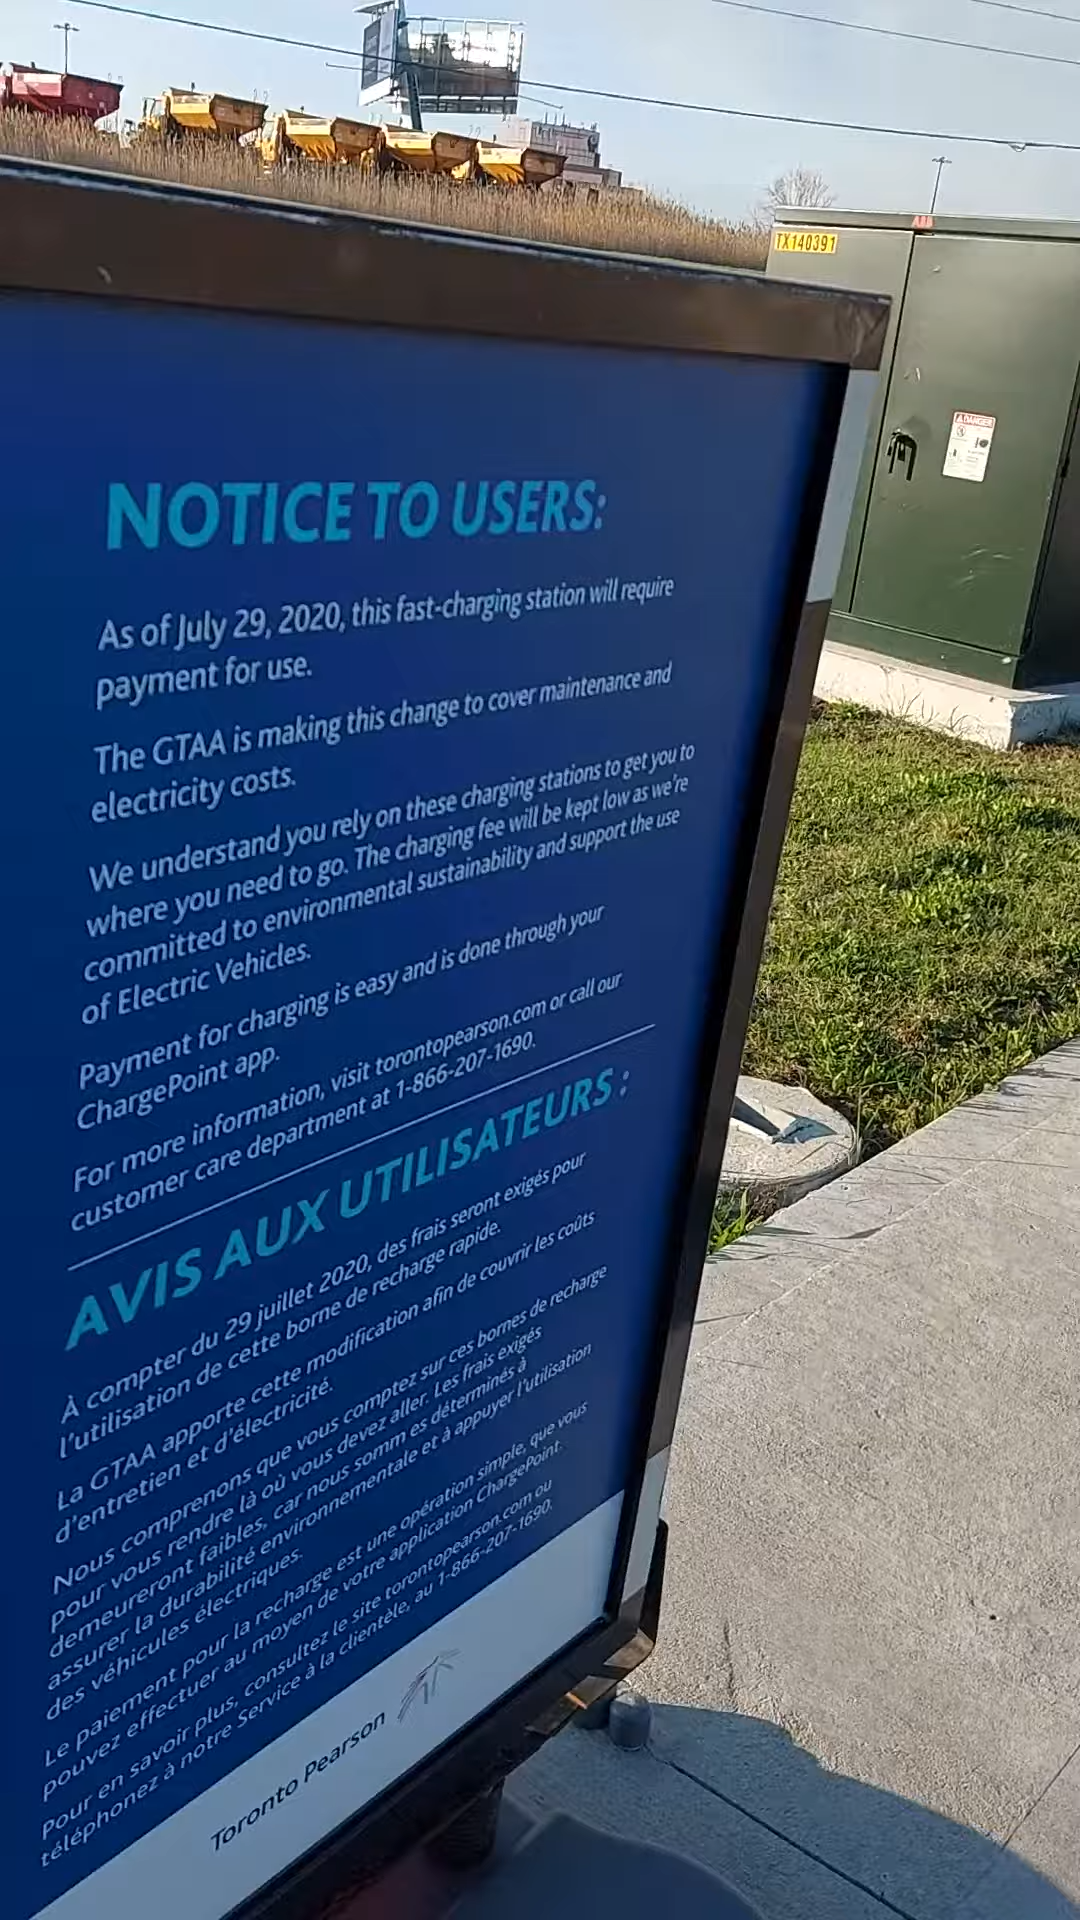 TX140391
DANGER
NOTICE TO USERS:
As of July 29, 2020, this fast-charging station will require
payment for use.
The GTAA is making this change to cover maintenance and
electricity costs.
We understand you rely on these charging stations to get you to
where you need to go. The charging fee will be kept low as we're
committed to environmental sustainability and support the use
of Electric Vehicles.
Payment for charging is easy and is done through your
ChargePoint app.
For more information, visit torontopearson.com or call our
customer care department at 1-866-207-1690.
AVIS AUX UTILISATEURS :
À compter du 29 juillet 2020, des frais seront exigés pour
l'utilisation de cette borne de recharge rapide.
La GTAA apporte cette modification afin de couvrir les coûts
d'entretien et d'électricité.
Nous comprenons que vous comptez sur ces bornes de recharge
pour vous rendre là où vous devez aller. Les frais exigés
demeureront faibles, car nous somm es déterminés à
assurer la durabilité environnementale et à appuyer l'utilisation
des véhicules électriques.
Le paiement pour la recharge est une opération simple, que vous
pouvez effectuer au moyen de votre application ChargePoint.
Pour en savoir plus, consultez le site torontopearson.com ou
téléphonez à notre Service à la clientèle, au 1-866-207-1690.
Toronto Pearson